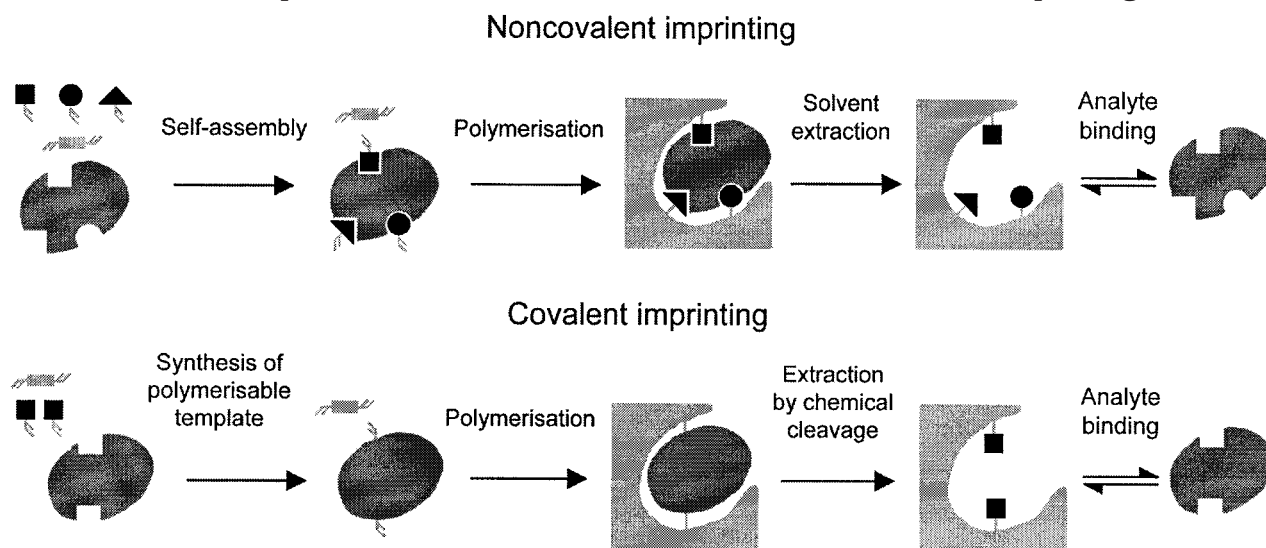 Noncovalent imprinting
Self-assembly
Polymerisation
Solvent
extraction
Analyte
binding
Covalent imprinting
Synthesis of
polymerisable
template
Polymerisation
Extraction
by chemical
cleavage
Analyte
binding